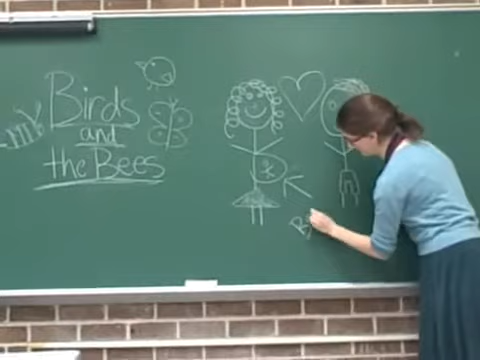 Birds
and
the Bees
B